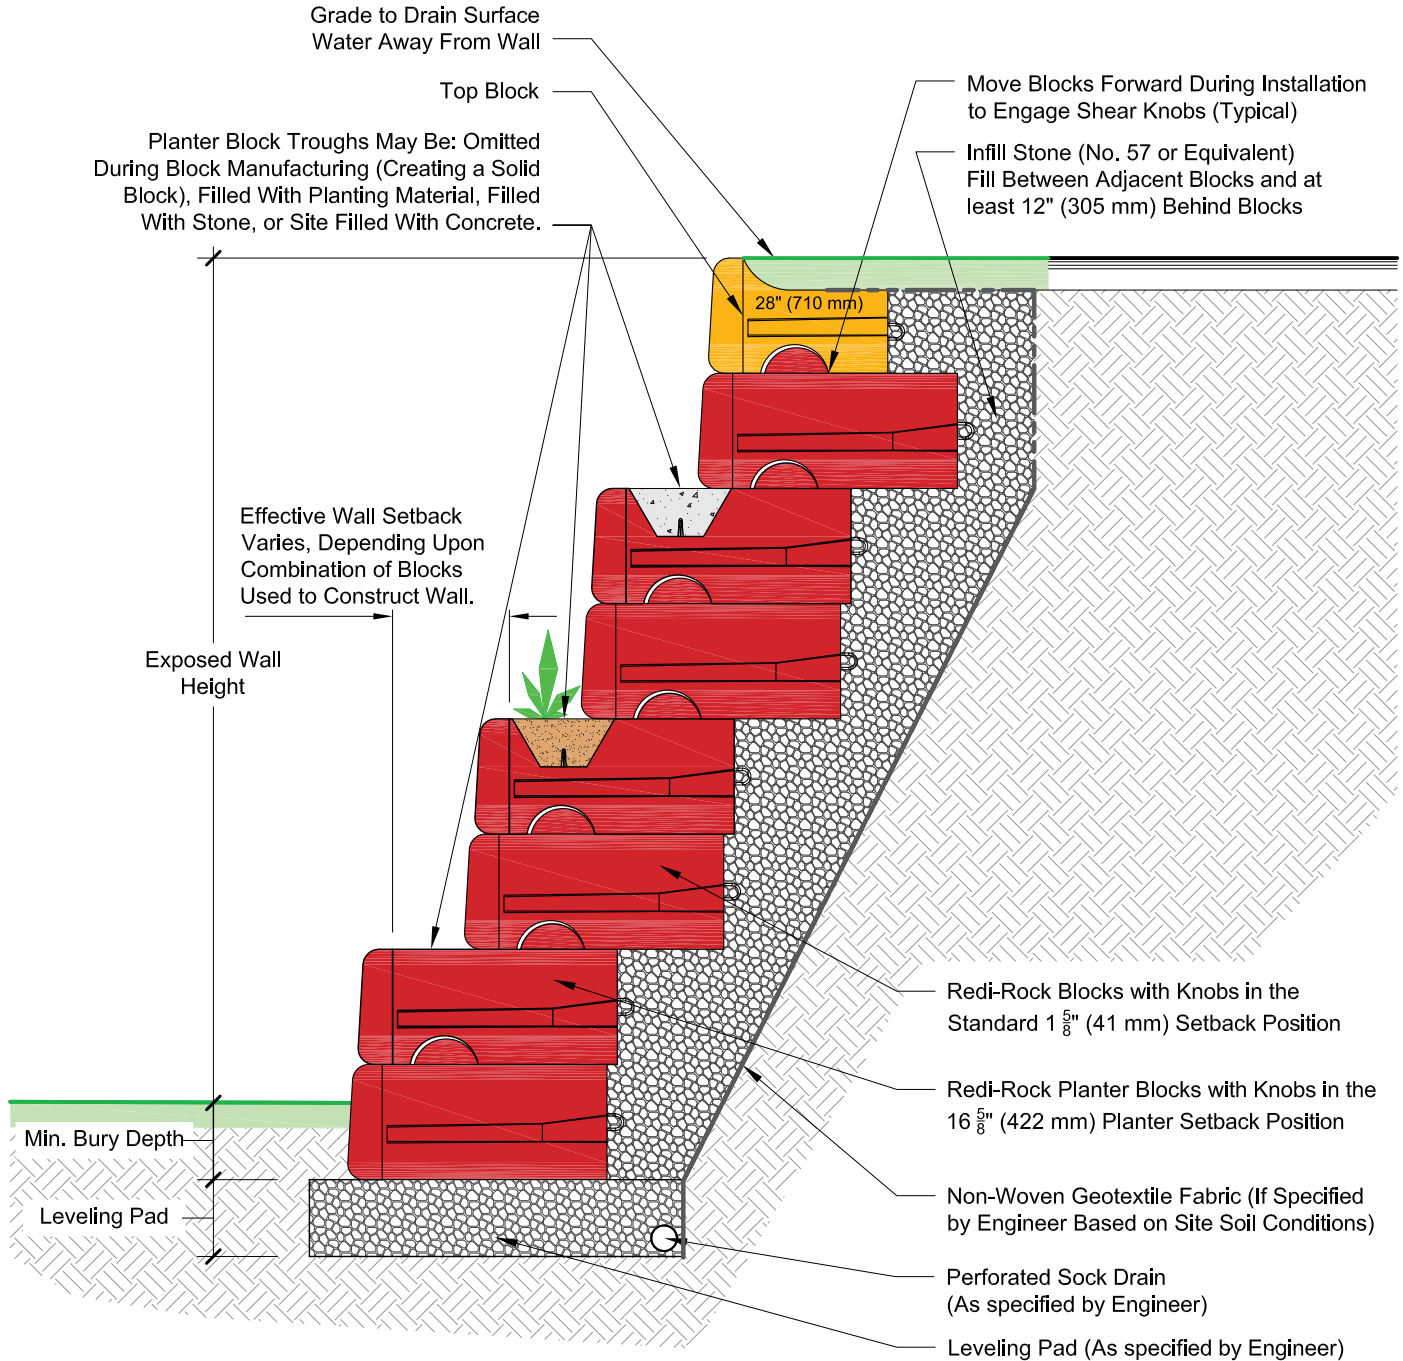 Grade to Drain Surface
Water Away From Wall
Top Block
Planter Block Troughs May Be: Omitted
During Block Manufacturing (Creating a Solid
Block), Filled With Planting Material, Filled
With Stone, or Site Filled With Concrete.
Move Blocks Forward During Installation
to Engage Shear Knobs (Typical)
Infill Stone (No. 57 or Equivalent)
Fill Between Adjacent Blocks and at
least 12" (305 mm) Behind Blocks
28" (710 mm)
Effective Wall Setback
Varies, Depending Upon
Combination of Blocks
Used to Construct Wall.
Exposed Wall
Height
Redi-Rock Blocks with Knobs in the
Standard 1 5/8" (41 mm) Setback Position
Redi-Rock Planter Blocks with Knobs in the
16 5/8" (422 mm) Planter Setback Position
Min. Bury Depth
Leveling Pad
Non-Woven Geotextile Fabric (If Specified
by Engineer Based on Site Soil Conditions)
Perforated Sock Drain
(As specified by Engineer)
Leveling Pad (As specified by Engineer)